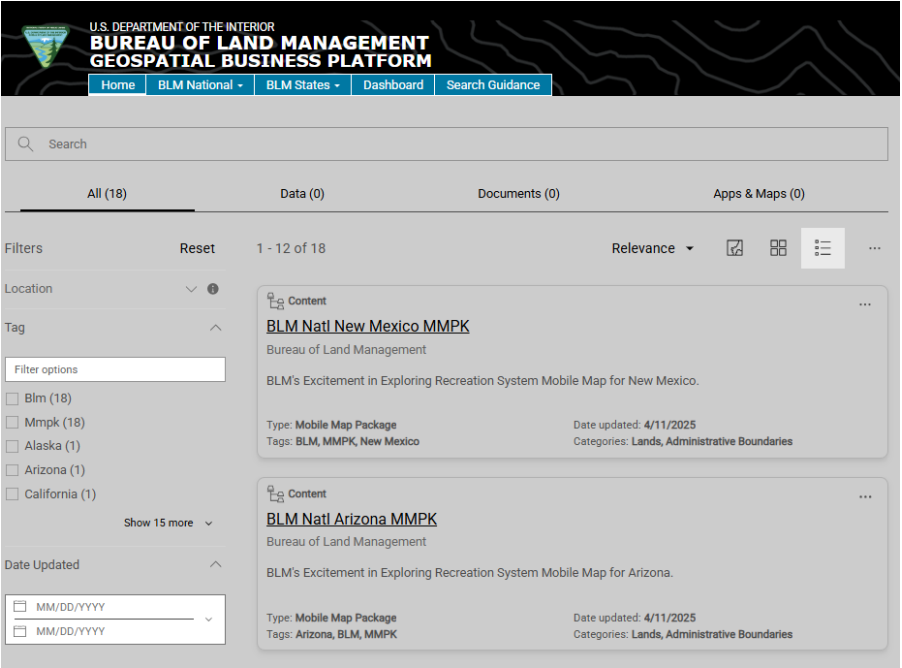 U.S. DEPARTMENT OF THE INTERIOR
BUREAU OF LAND MANAGEMENT
GEOSPATIAL BUSINESS PLATFORM
Home BLM National BLM States Dashboard Search Guidance
Search
All (18) Data (0) Documents (0) Apps & Maps (0)
Filters Reset 1 - 12 of 18 Relevance
Location
Tag
Filter options
Blm (18)
Mmpk (18)
Alaska (1)
Arizona (1)
California (1)
Show 15 more
Date Updated
MM/DD/YYYY
MM/DD/YYYY
Content
BLM Natl New Mexico MMPK
Bureau of Land Management
BLM's Excitement in Exploring Recreation System Mobile Map for New Mexico.
Type: Mobile Map Package Date updated: 4/11/2025
Tags: BLM, MMPK, New Mexico Categories: Lands, Administrative Boundaries
Content
BLM Natl Arizona MMPK
Bureau of Land Management
BLM's Excitement in Exploring Recreation System Mobile Map for Arizona.
Type: Mobile Map Package Date updated: 4/11/2025
Tags: Arizona, BLM, MMPK Categories: Lands, Administrative Boundaries